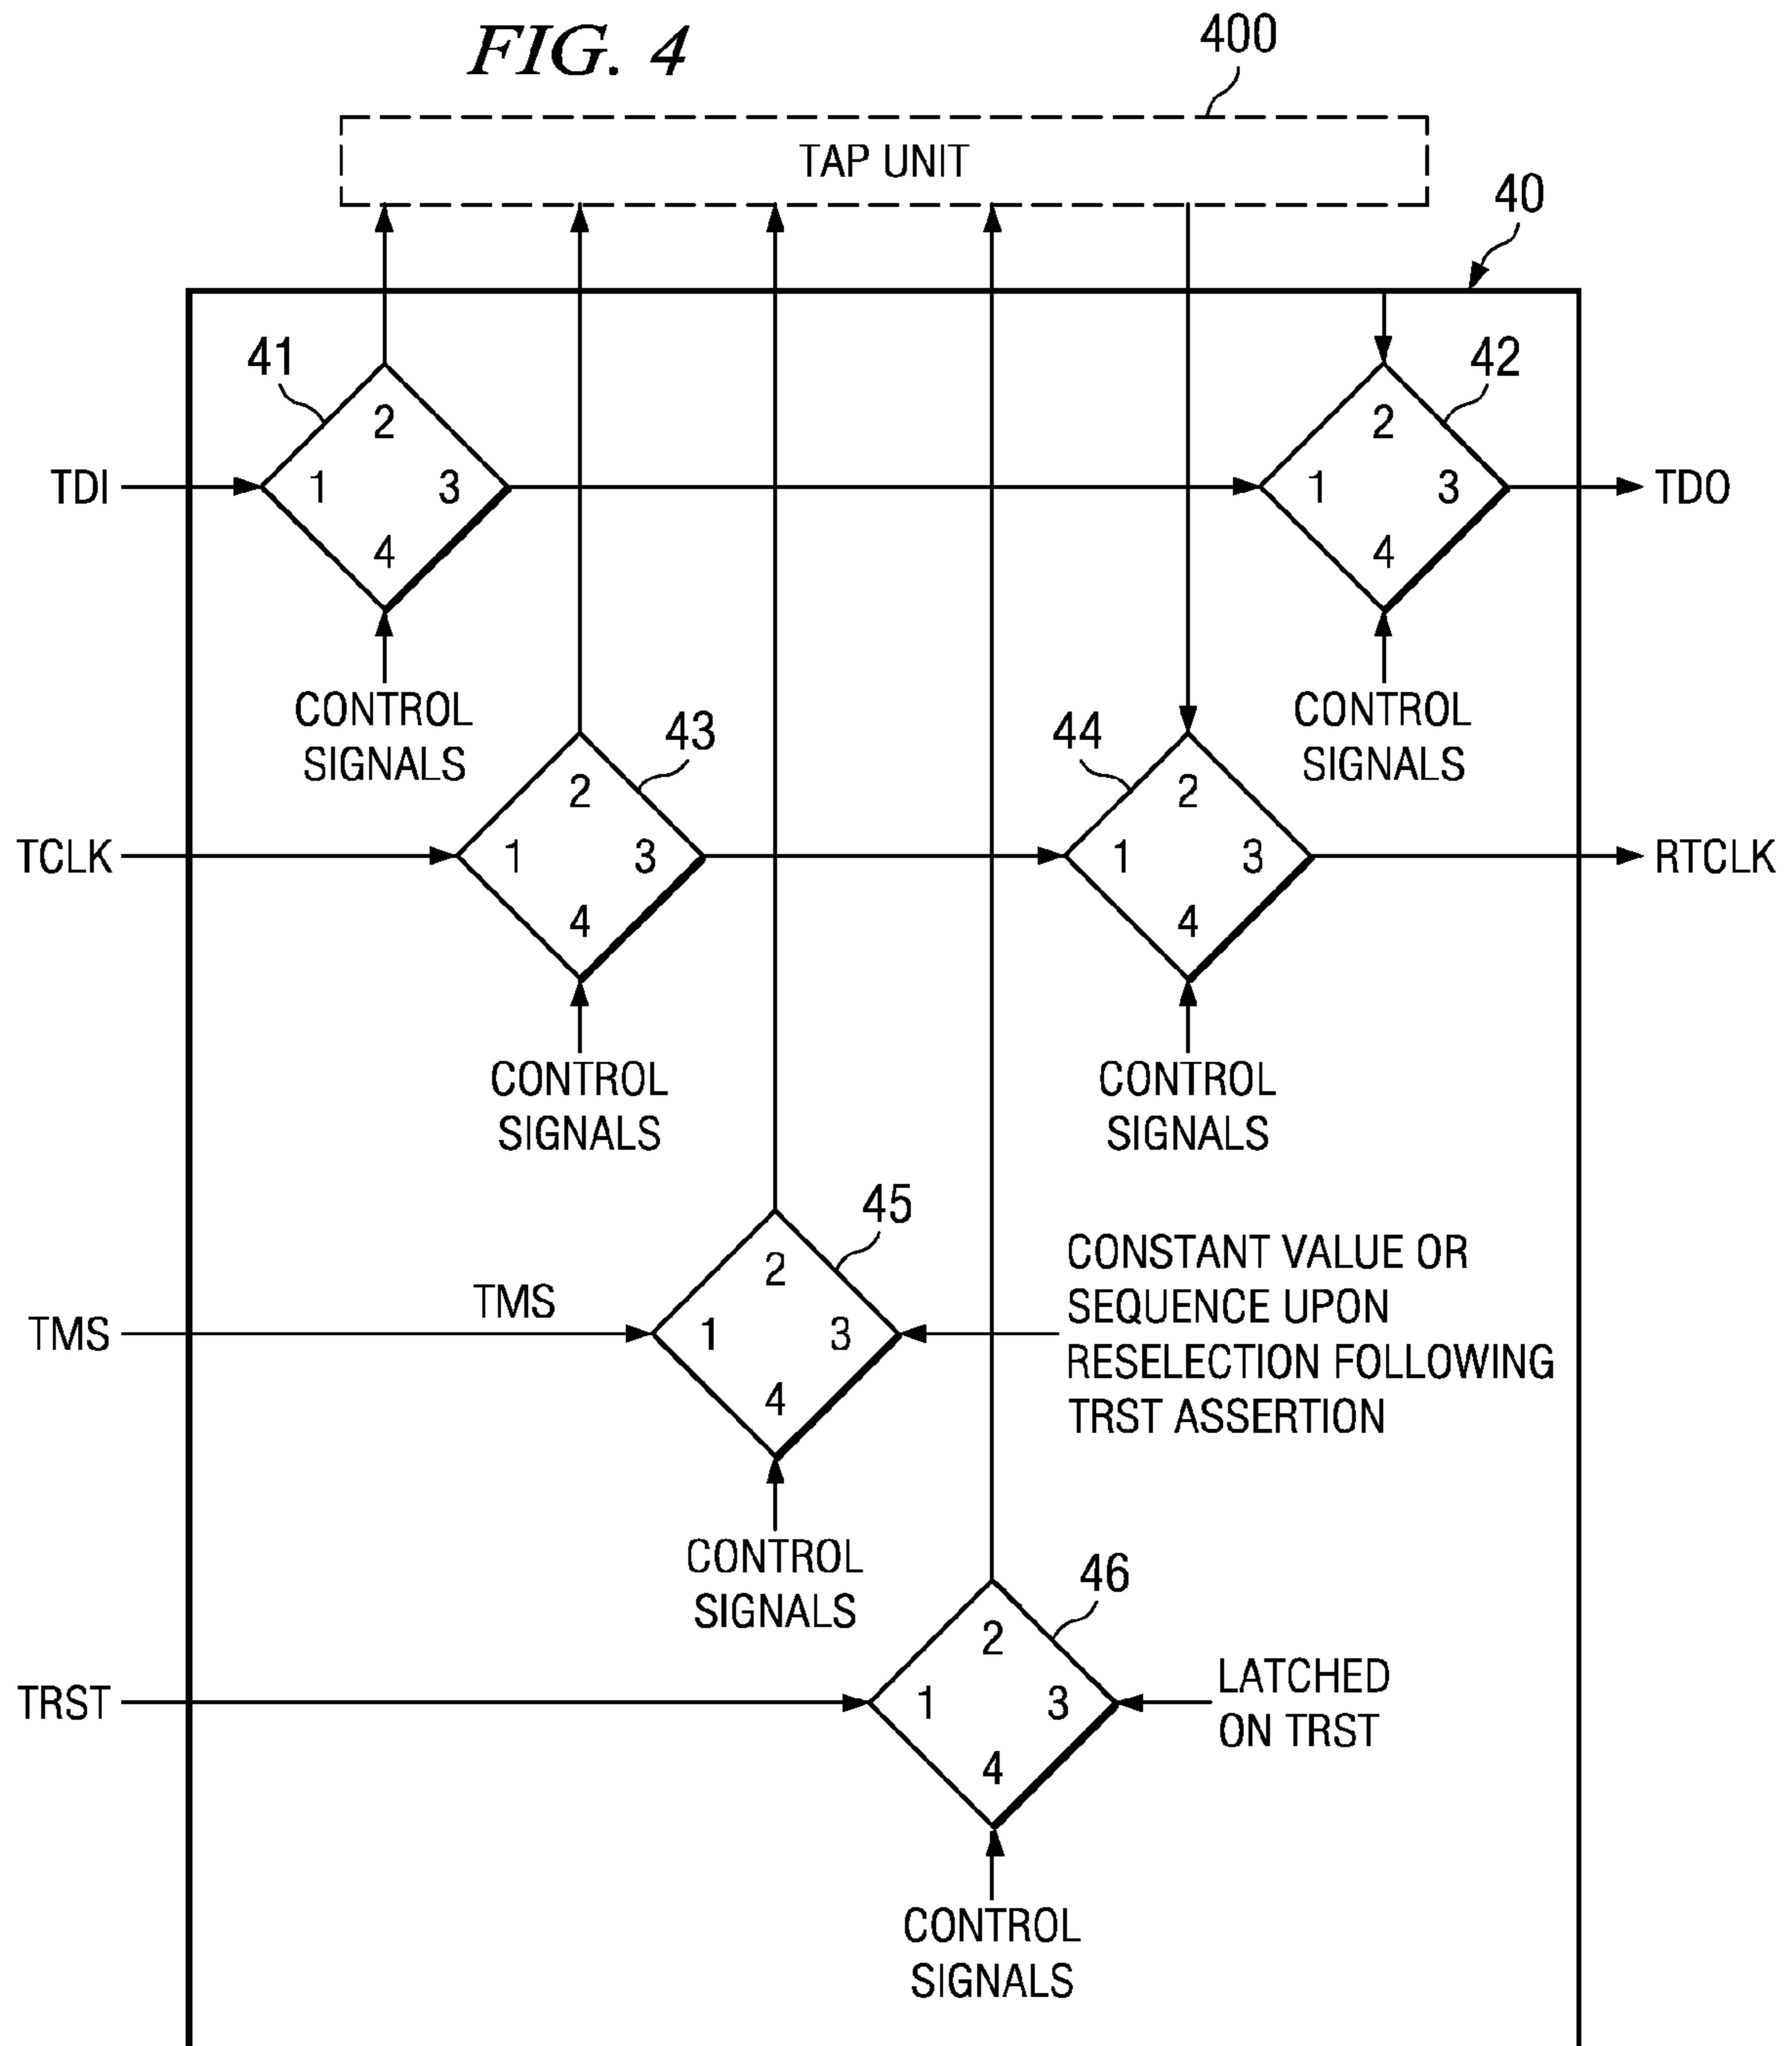 FIG. 4
400
TAP UNIT
40
41
42
2
2
TDI
1
3
1
3
TDO
4
4
CONTROL
SIGNALS
CONTROL
SIGNALS
43
44
2
2
TCLK
1
3
1
3
RTCLK
4
4
CONTROL
SIGNALS
CONTROL
SIGNALS
45
2
TMS
TMS
1
3
4
CONSTANT VALUE OR
SEQUENCE UPON
RESELECTION FOLLOWING
TRST ASSERTION
CONTROL
SIGNALS
46
2
TRST
1
3
4
LATCHED
ON TRST
CONTROL
SIGNALS